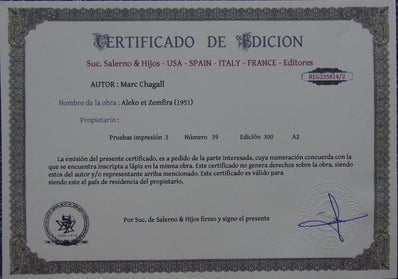 CERTIFICADO DE EDICION
Suc. Salerno & Hijos - USA - SPAIN - ITALY - FRANCE - Editores
REG235814/2
AUTOR : Marc Chagall
Nombre de la obra : Aleko et Zemfira (1951)
Propietario :
Pruebas impresión 3 Número 39 Edición 300 A2
La emisión del presente certificado, es a pedido de la parte interesada, cuya numeración concuerda con la
que se encuentra inscripta a lápiz en la misma obra. Este certificado no genera derechos sobre la obra, siendo
estos del autor y/o representante arriba mencionado. Este certificado es válido para
siendo este el país de residencia del propietario.
Por Suc. de Salerno & Hijos firmo y signo el presente